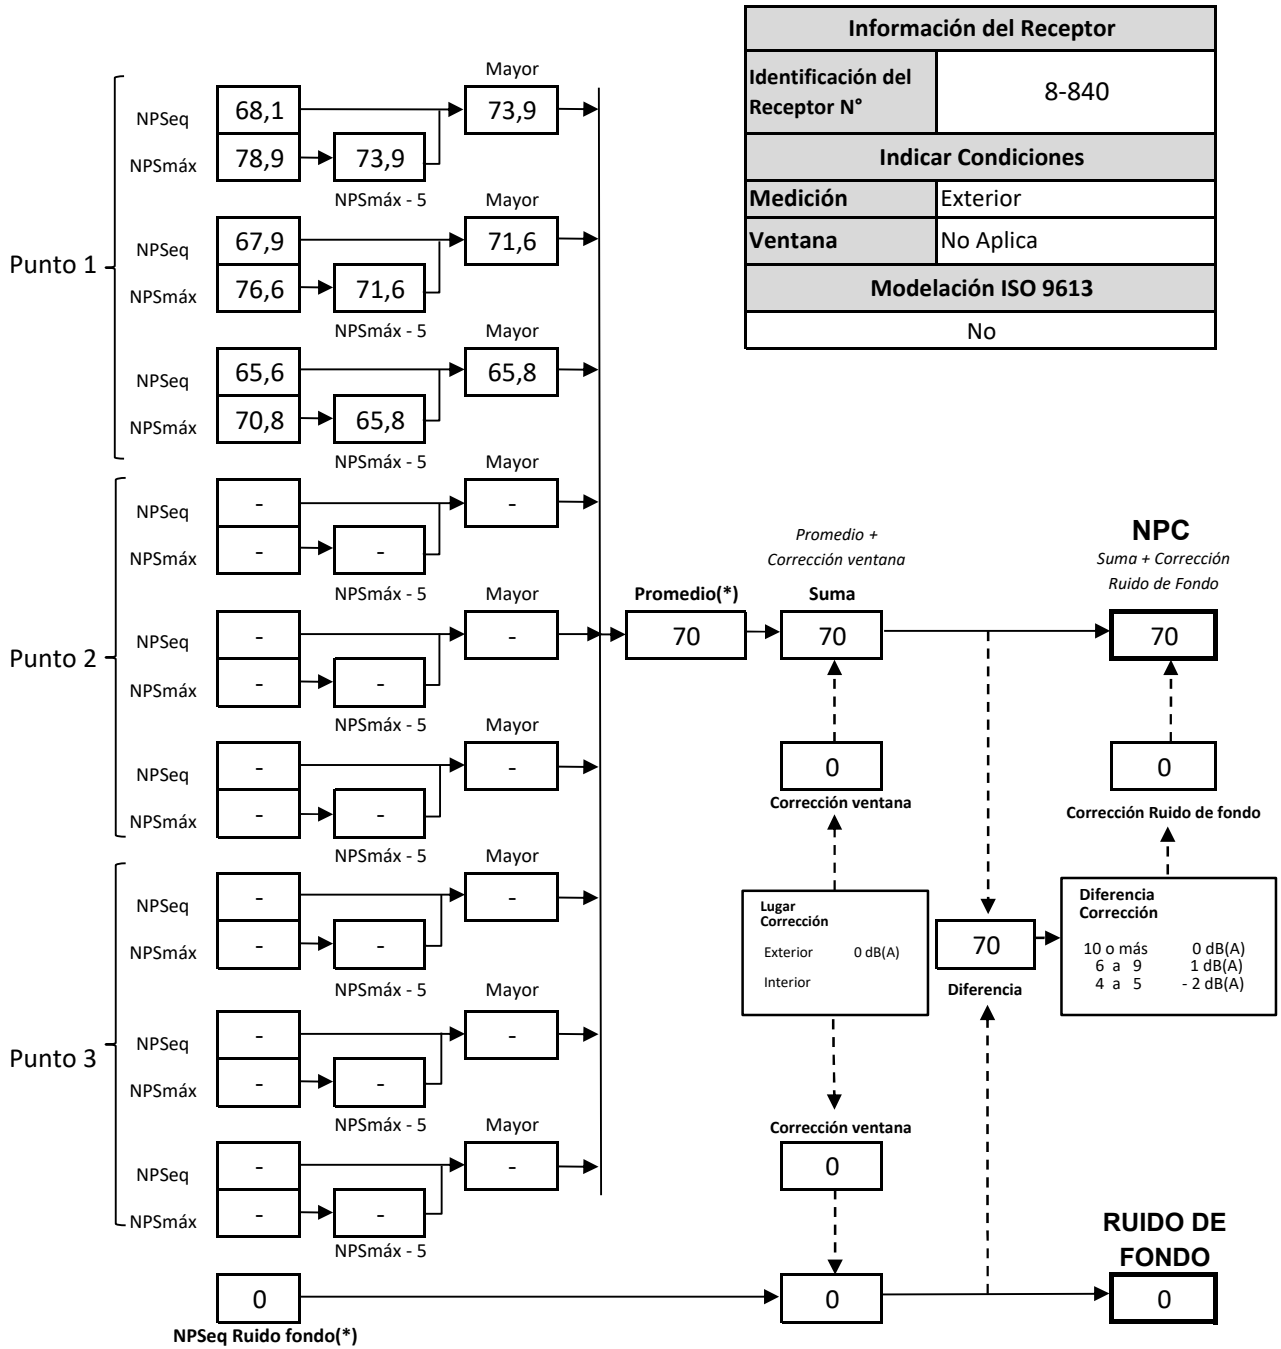 Información del Receptor
Identificación del
Receptor N°
8-840
Indicar Condiciones
Medición
Exterior
Ventana
No Aplica
Modelación ISO 9613
No
Punto 1
Mayor
NPSeq
68,1
73,9
NPSmáx
78,9
73,9
NPSmáx - 5
Mayor
NPSeq
67,9
71,6
NPSmáx
76,6
71,6
NPSmáx - 5
Mayor
NPSeq
65,6
65,8
NPSmáx
70,8
65,8
NPSmáx - 5
Punto 2
Mayor
NPSeq
-
-
NPSmáx
-
-
NPSmáx - 5
Mayor
NPSeq
-
-
NPSmáx
-
-
NPSmáx - 5
Mayor
NPSeq
-
-
NPSmáx
-
-
NPSmáx - 5
Punto 3
Mayor
NPSeq
-
-
NPSmáx
-
-
NPSmáx - 5
Mayor
NPSeq
-
-
NPSmáx
-
-
NPSmáx - 5
Mayor
NPSeq
-
-
NPSmáx
-
-
NPSmáx - 5
Promedio(*)
70
Promedio +
Corrección ventana
Suma
70
NPC
Suma + Corrección
Ruido de Fondo
70
0
Corrección ventana
0
Corrección Ruido de fondo
Lugar
Corrección
Exterior 0 dB(A)
Interior
70
Diferencia
Diferencia
Corrección
10 o más 0 dB(A)
6 a 9 1 dB(A)
4 a 5 - 2 dB(A)
Corrección ventana
0
RUIDO DE
FONDO
0
0
0
NPSeq Ruido fondo(*)